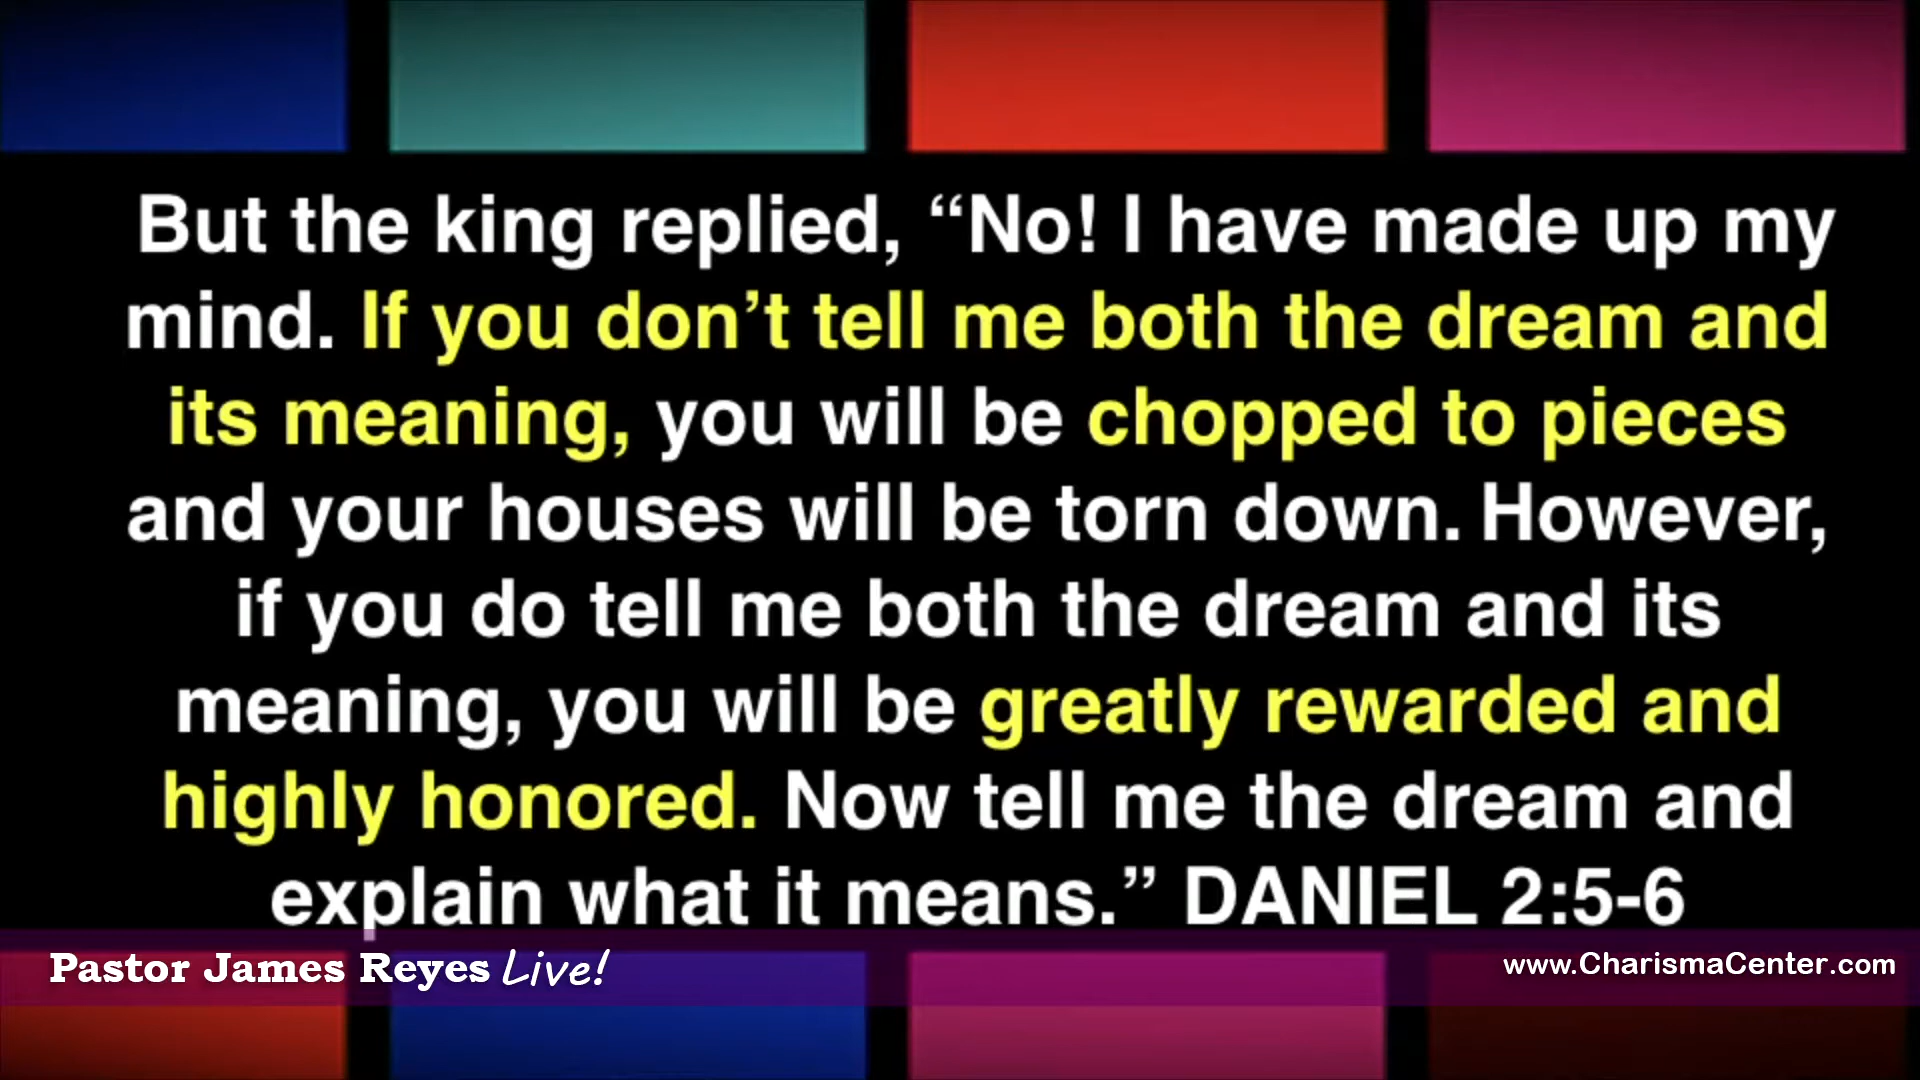 But the king replied, “No! I have made up my
mind. If you don’t tell me both the dream and
its meaning, you will be chopped to pieces
and your houses will be torn down. However,
if you do tell me both the dream and its
meaning, you will be greatly rewarded and
highly honored. Now tell me the dream and
explain what it means.” DANIEL 2:5-6
Pastor James Reyes Live!
www.CharismaCenter.com